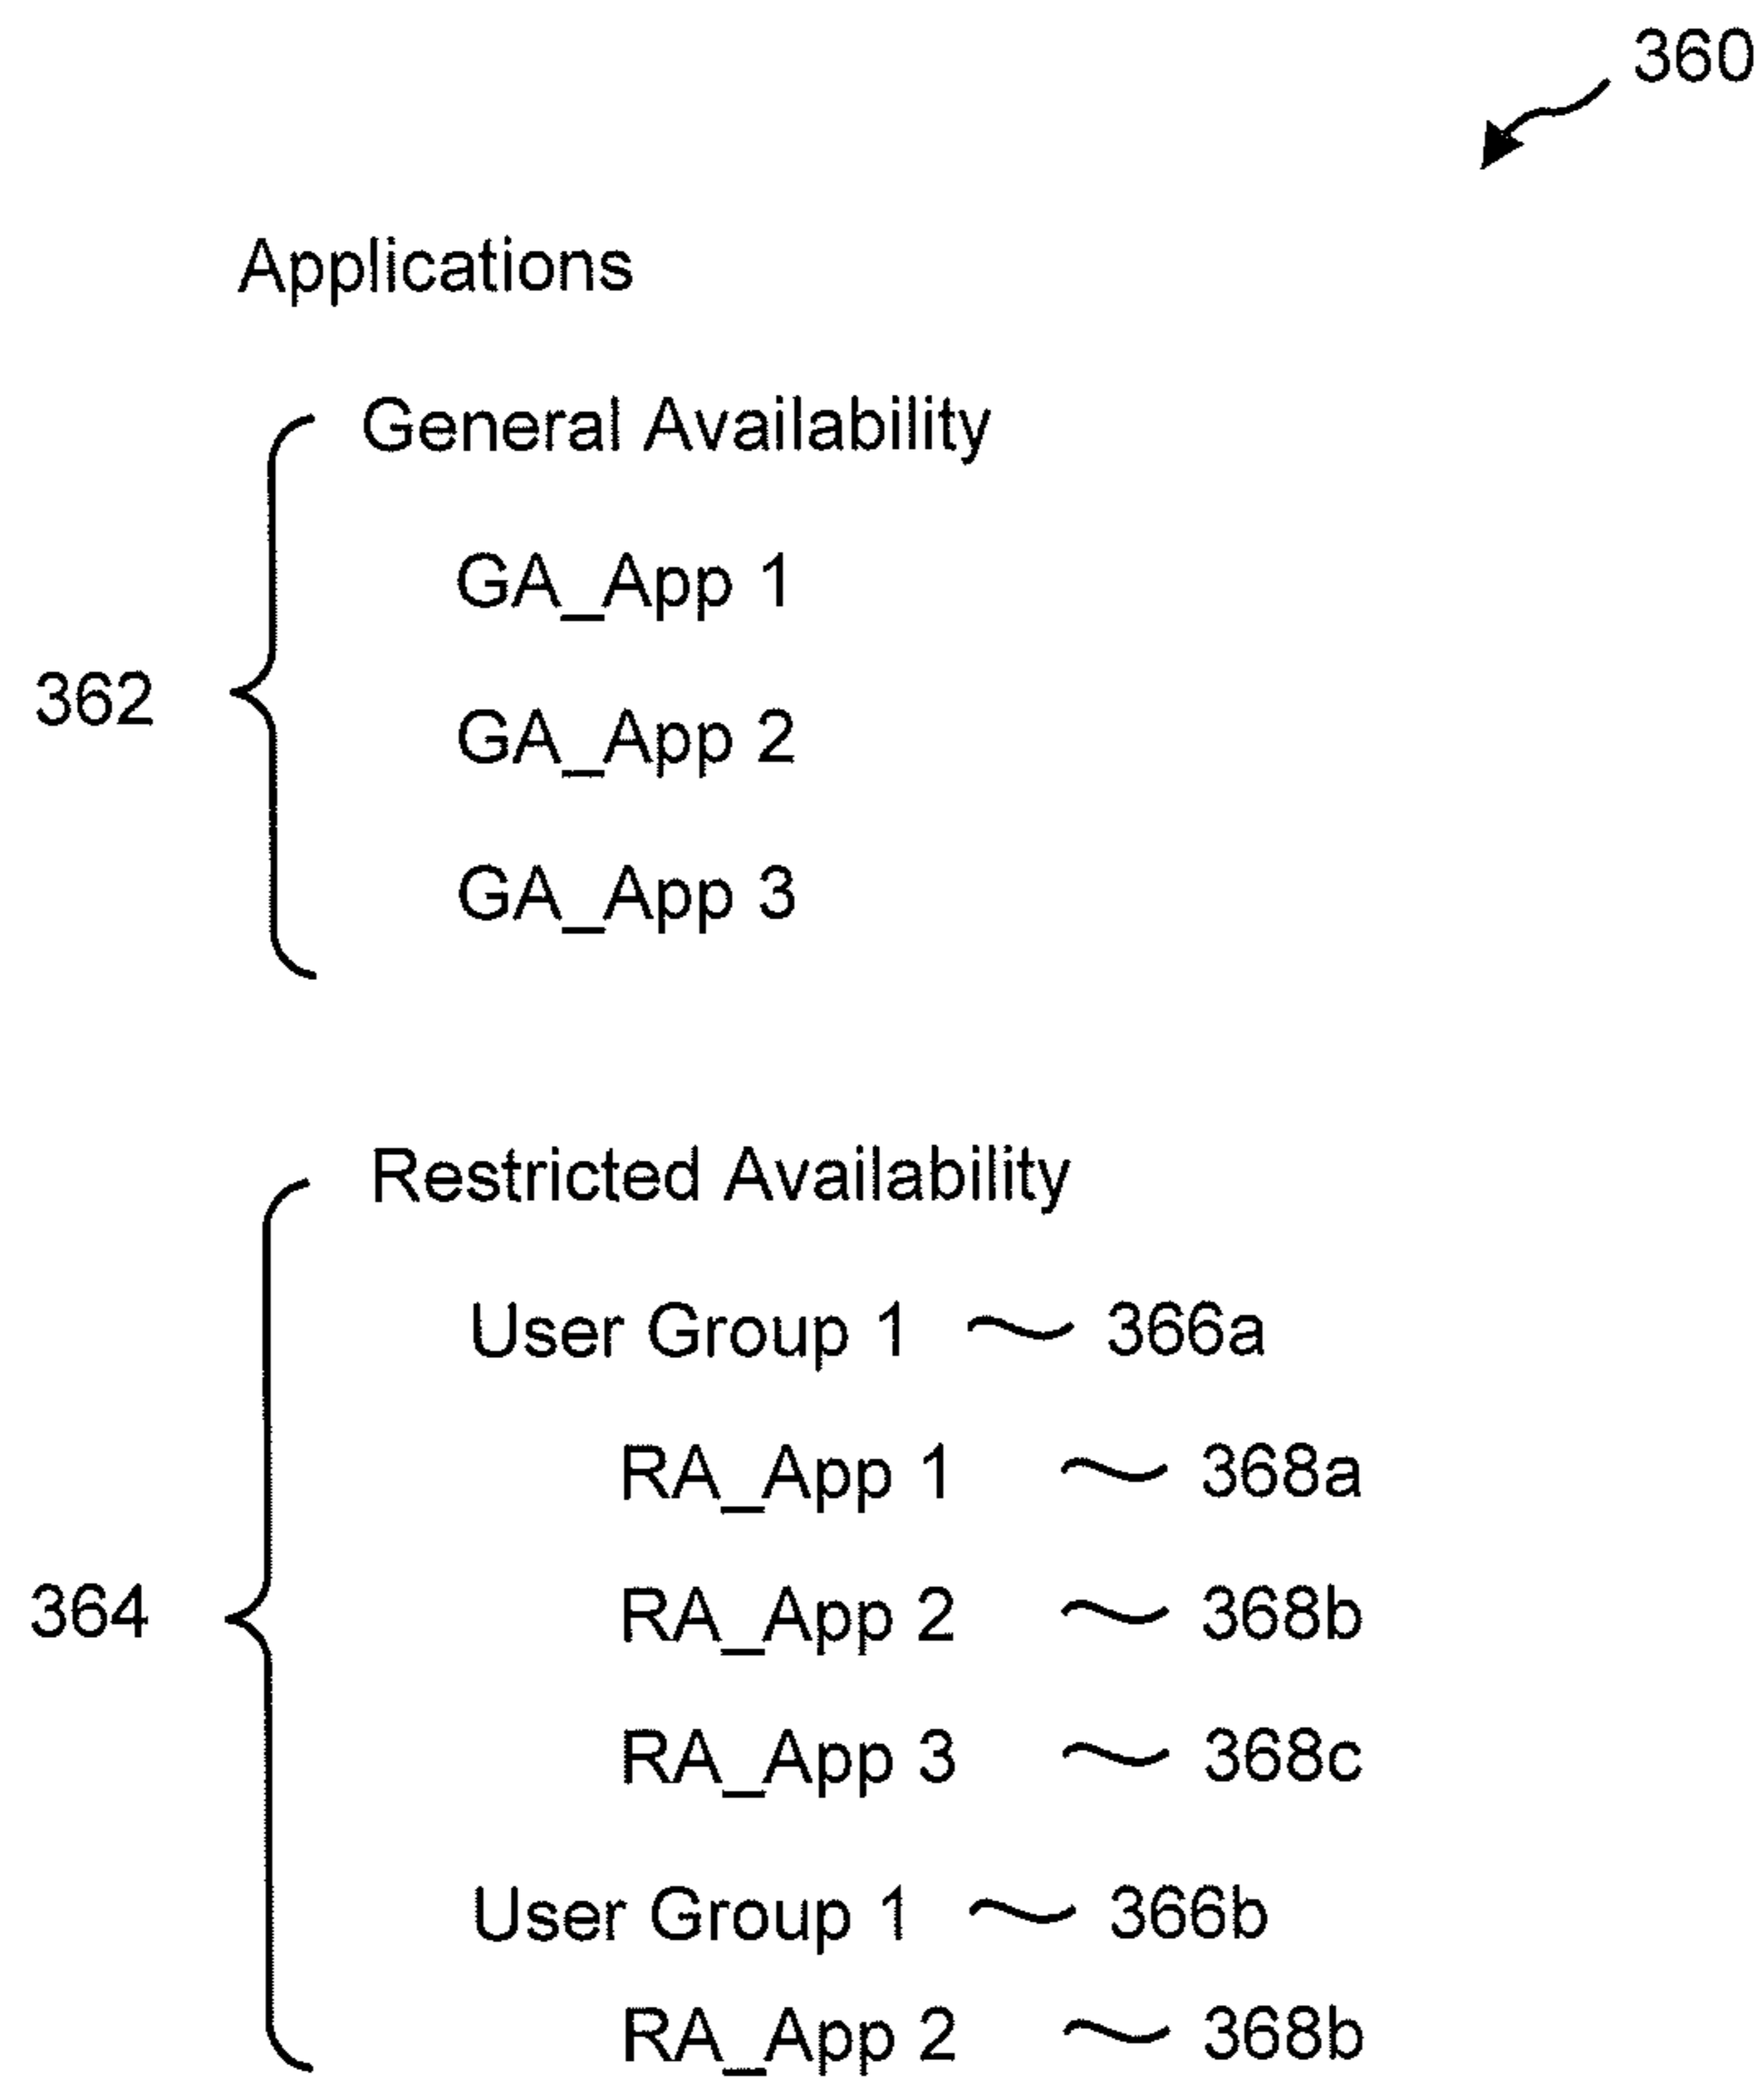 360
Applications
General Availability
GA_App 1
362
GA_App 2
GA_App 3
Restricted Availability
User Group 1 366a
RA_App 1 368a
364
RA_App 2 368b
RA_App 3 368c
User Group 1 366b
RA_App 2 368b